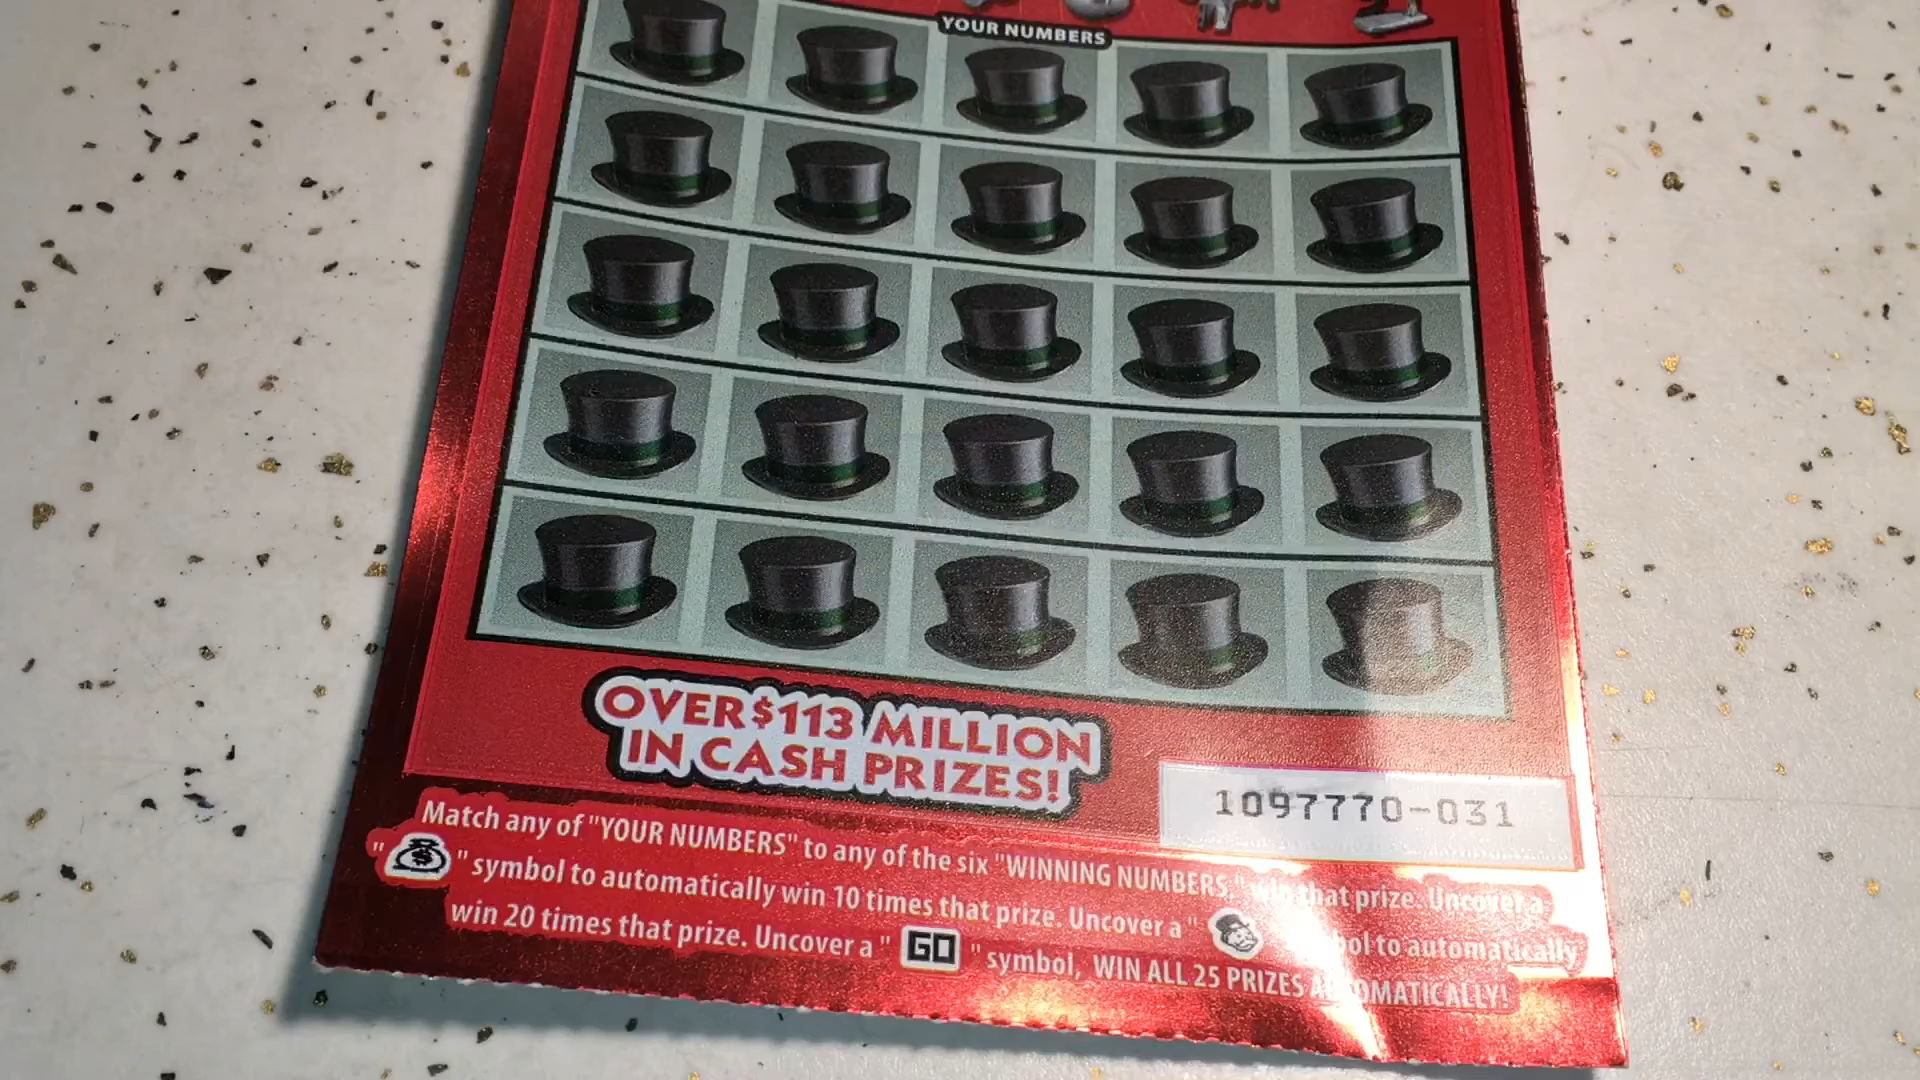 YOUR NUMBERS
OVER $113 MILLION
IN CASH PRIZES!
1097770-031
Match any of "YOUR NUMBERS" to any of the six "WINNING NUMBERS," win that prize. Uncover a
" " symbol to automatically win 10 times that prize. Uncover a " symbol to automatically
win 20 times that prize. Uncover a " GO " symbol, WIN ALL 25 PRIZES AUTOMATICALLY!